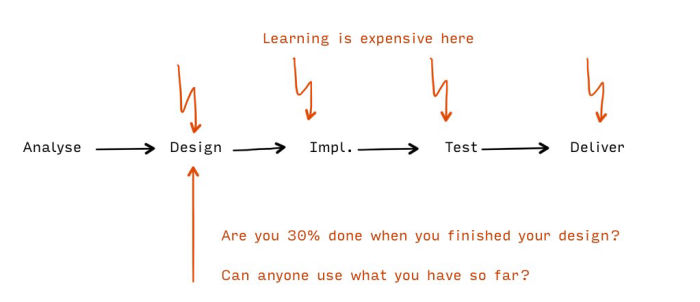 Learning is expensive here
Analyse Design Impl. Test Deliver
Are you 30% done when you finished your design?
Can anyone use what you have so far?